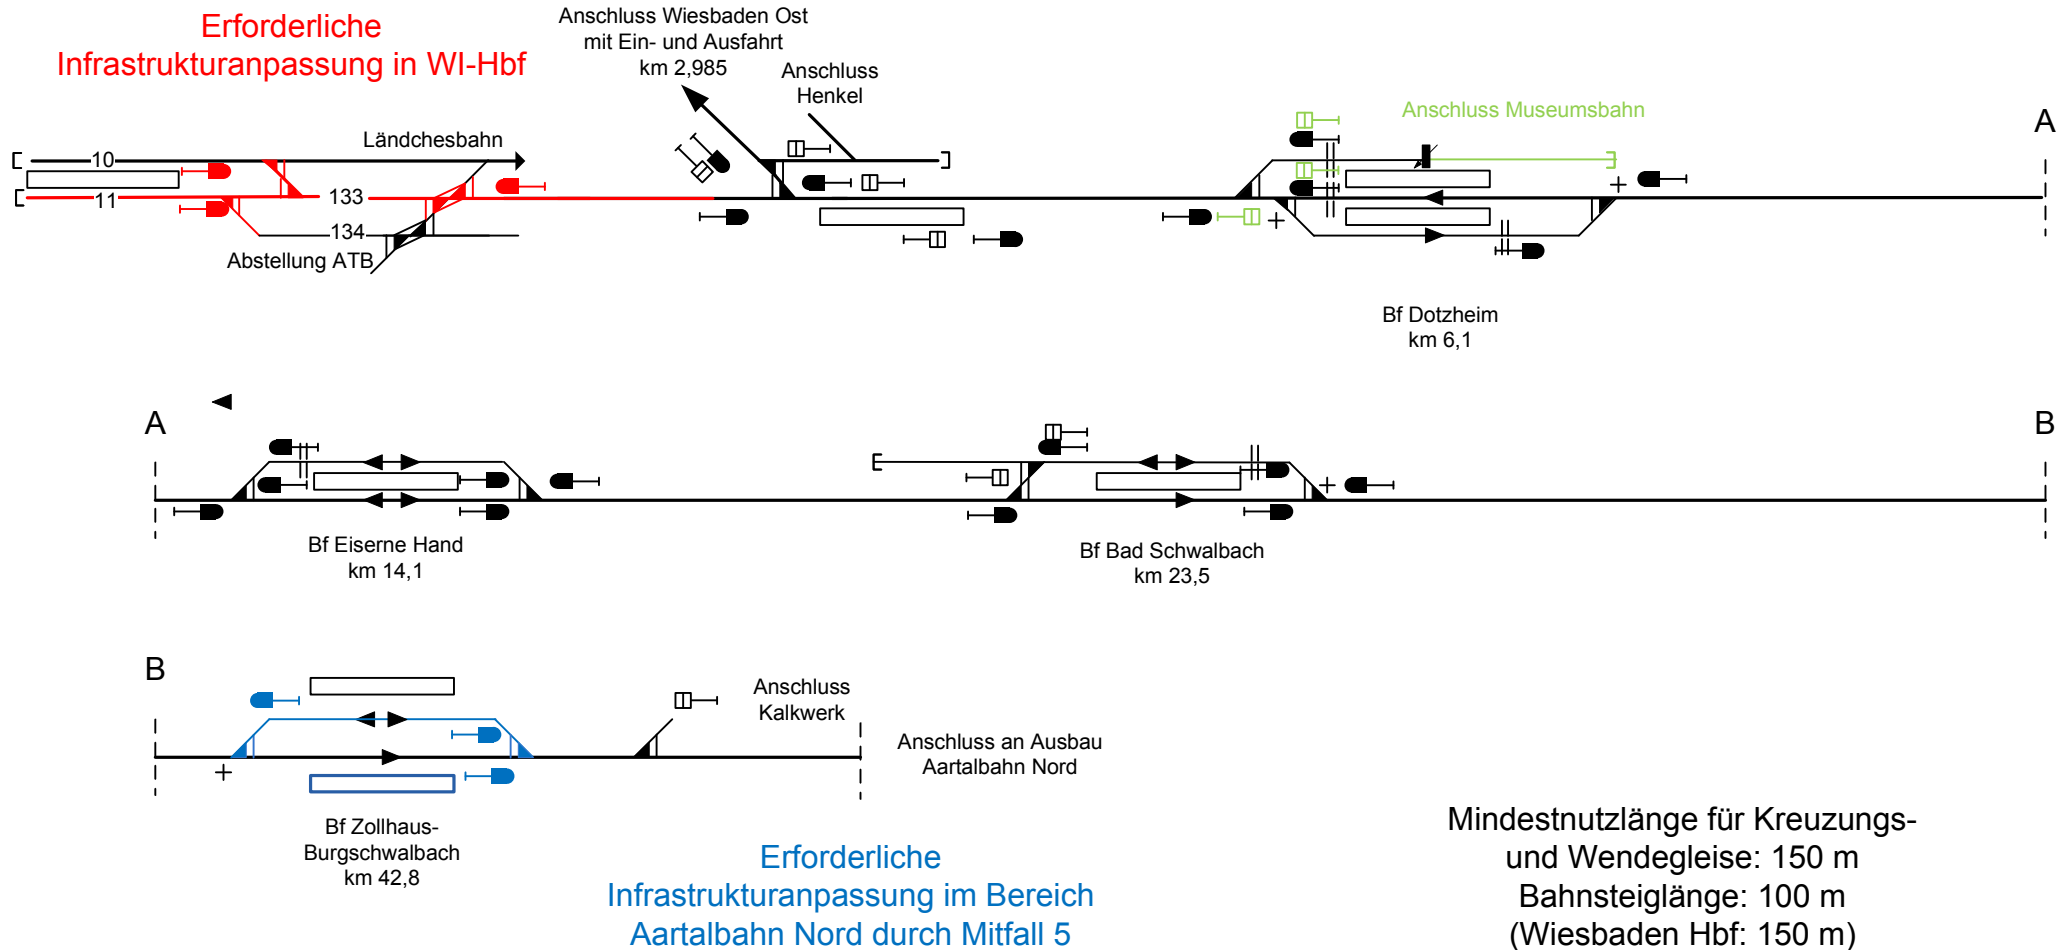 Erforderliche
Infrastrukturanpassung in WI-Hbf
Anschluss Wiesbaden Ost
mit Ein- und Ausfahrt
km 2,985
Anschluss
Henkel
Anschluss Museumsbahn
A
Ländchesbahn
10
11
133
134
Abstellung ATB
Bf Dotzheim
km 6,1
A
B
Bf Eiserne Hand
km 14,1
Bf Bad Schwalbach
km 23,5
B
Anschluss
Kalkwerk
Anschluss an Ausbau
Aartalbahn Nord
Bf Zollhaus-
Burgschwalbach
km 42,8
Erforderliche
Infrastrukturanpassung im Bereich
Aartalbahn Nord durch Mitfall 5
Mindestnutzlänge für Kreuzungs-
und Wendegleise: 150 m
Bahnsteiglänge: 100 m
(Wiesbaden Hbf: 150 m)